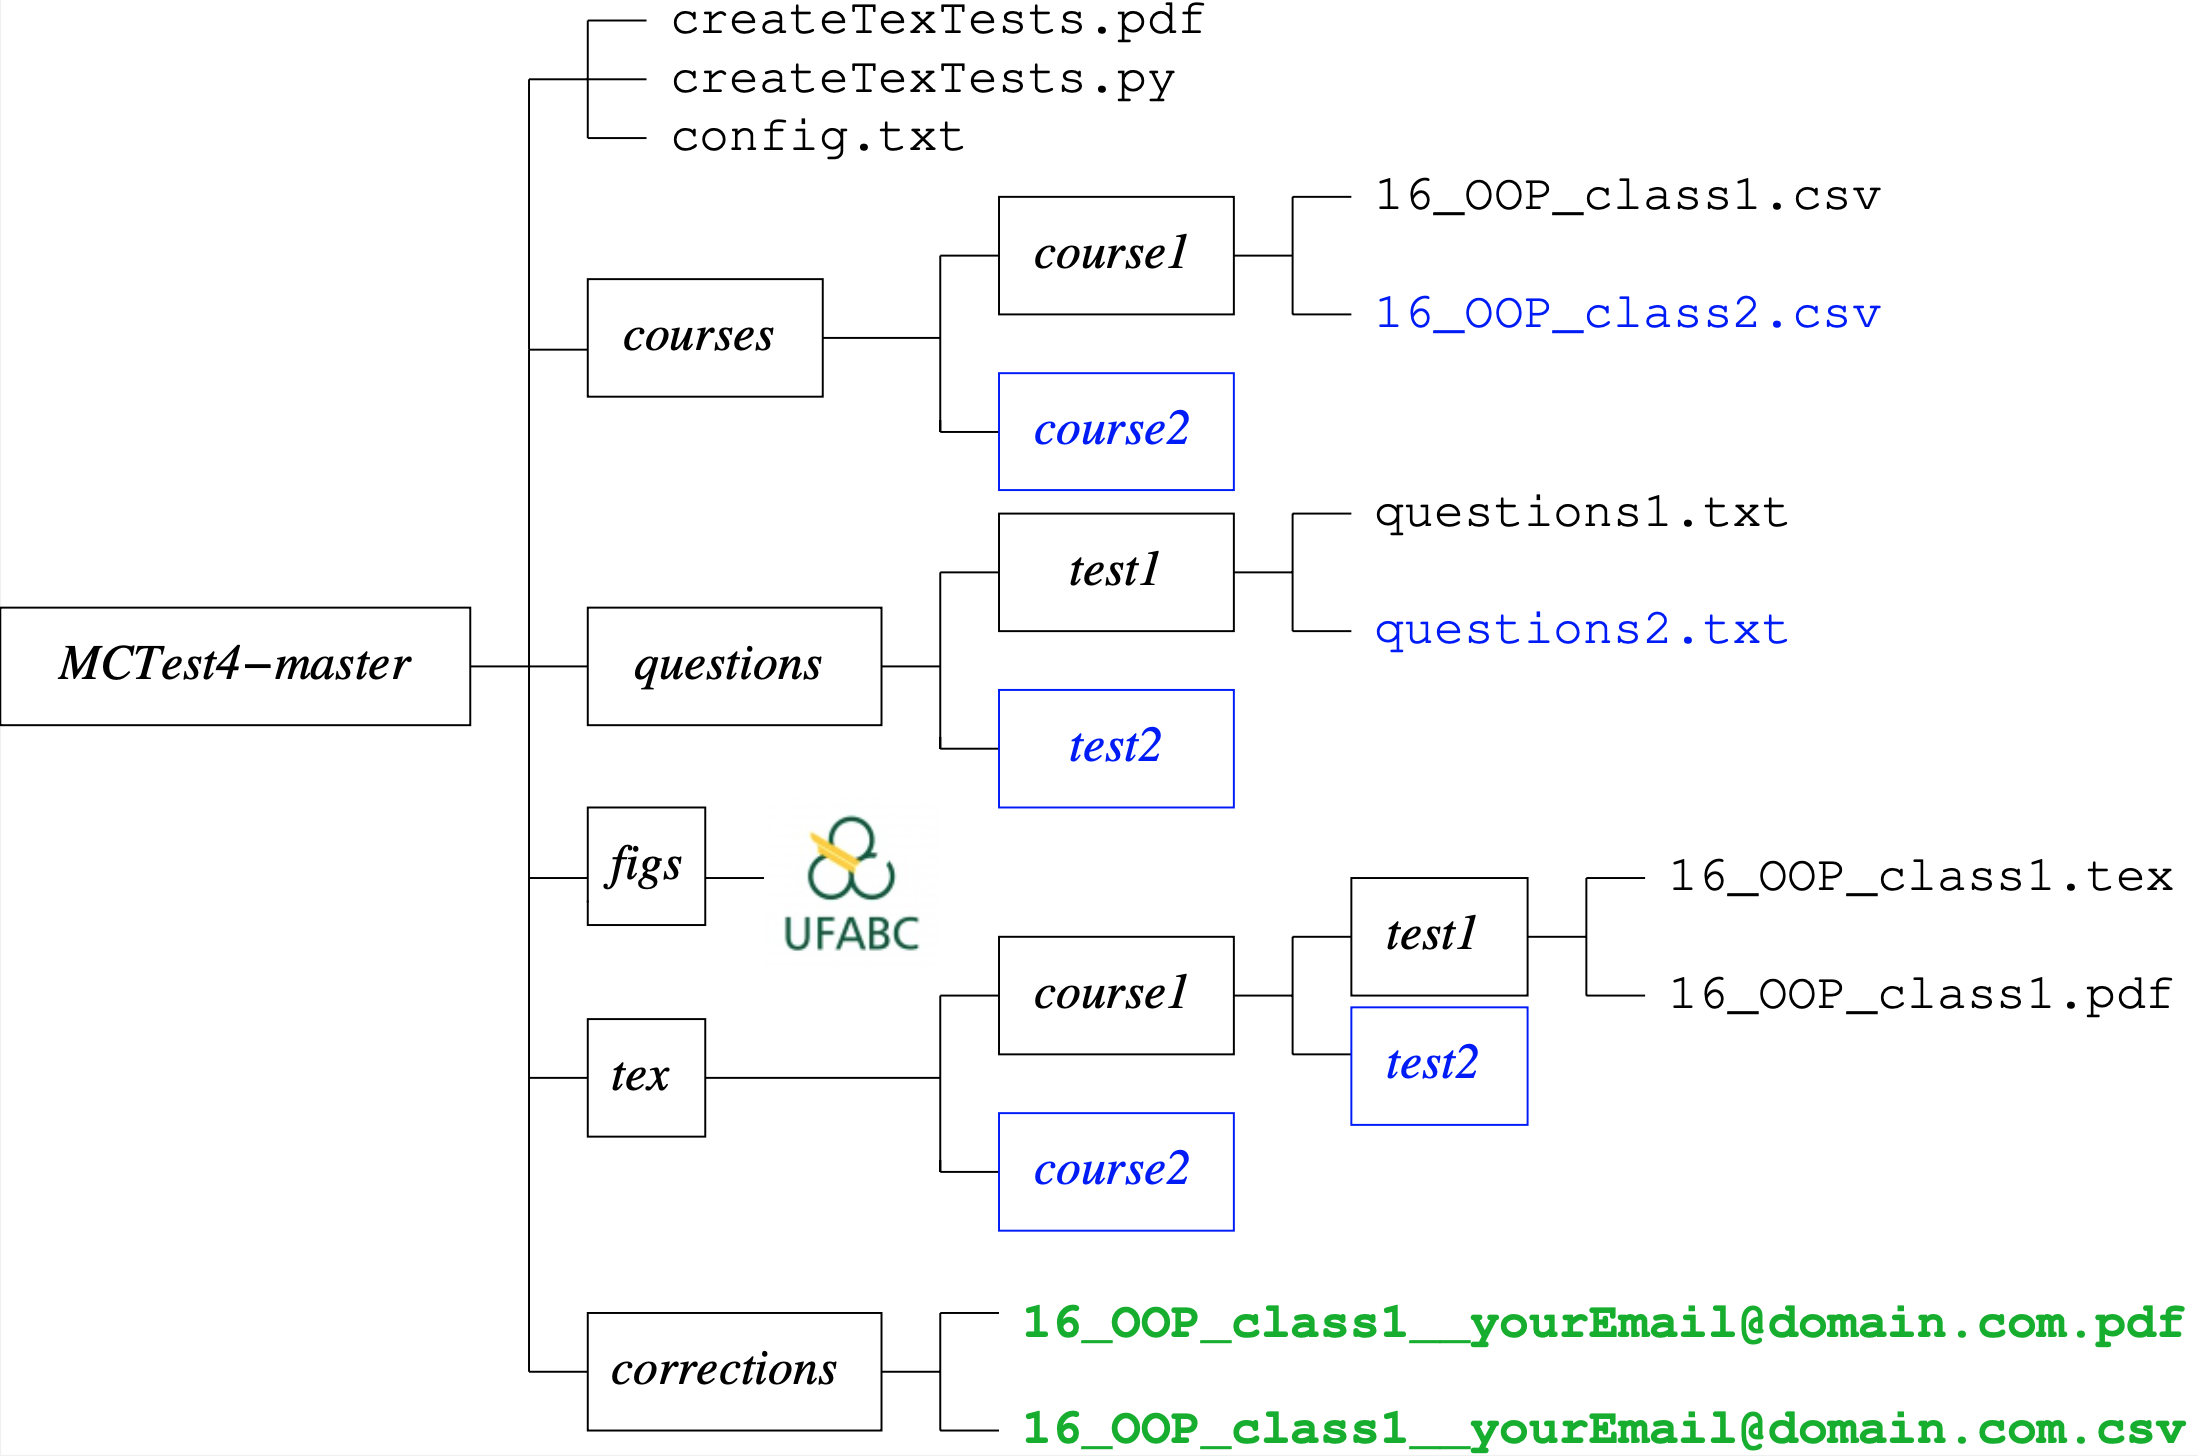 createTexTests.pdf
createTexTests.py
config.txt
16_OOP_class1.csv
course1
16_OOP_class2.csv
courses
course2
questions1.txt
test1
questions2.txt
MCTest4-master
questions
test2
figs
UFABC
16_OOP_class1.tex
test1
course1
16_OOP_class1.pdf
tex
test2
course2
16_OOP_class1__yourEmail@domain.com.pdf
corrections
16_OOP_class1__yourEmail@domain.com.csv